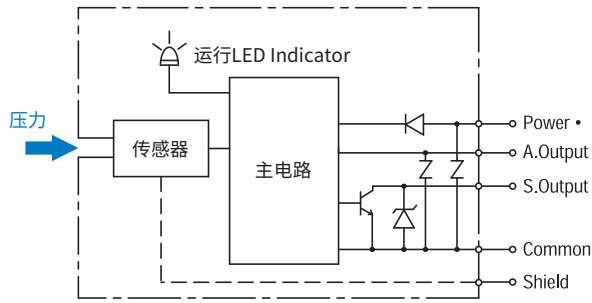 运行LED Indicator
压力
传感器
主电路
Power •
A.Output
S.Output
Common
Shield